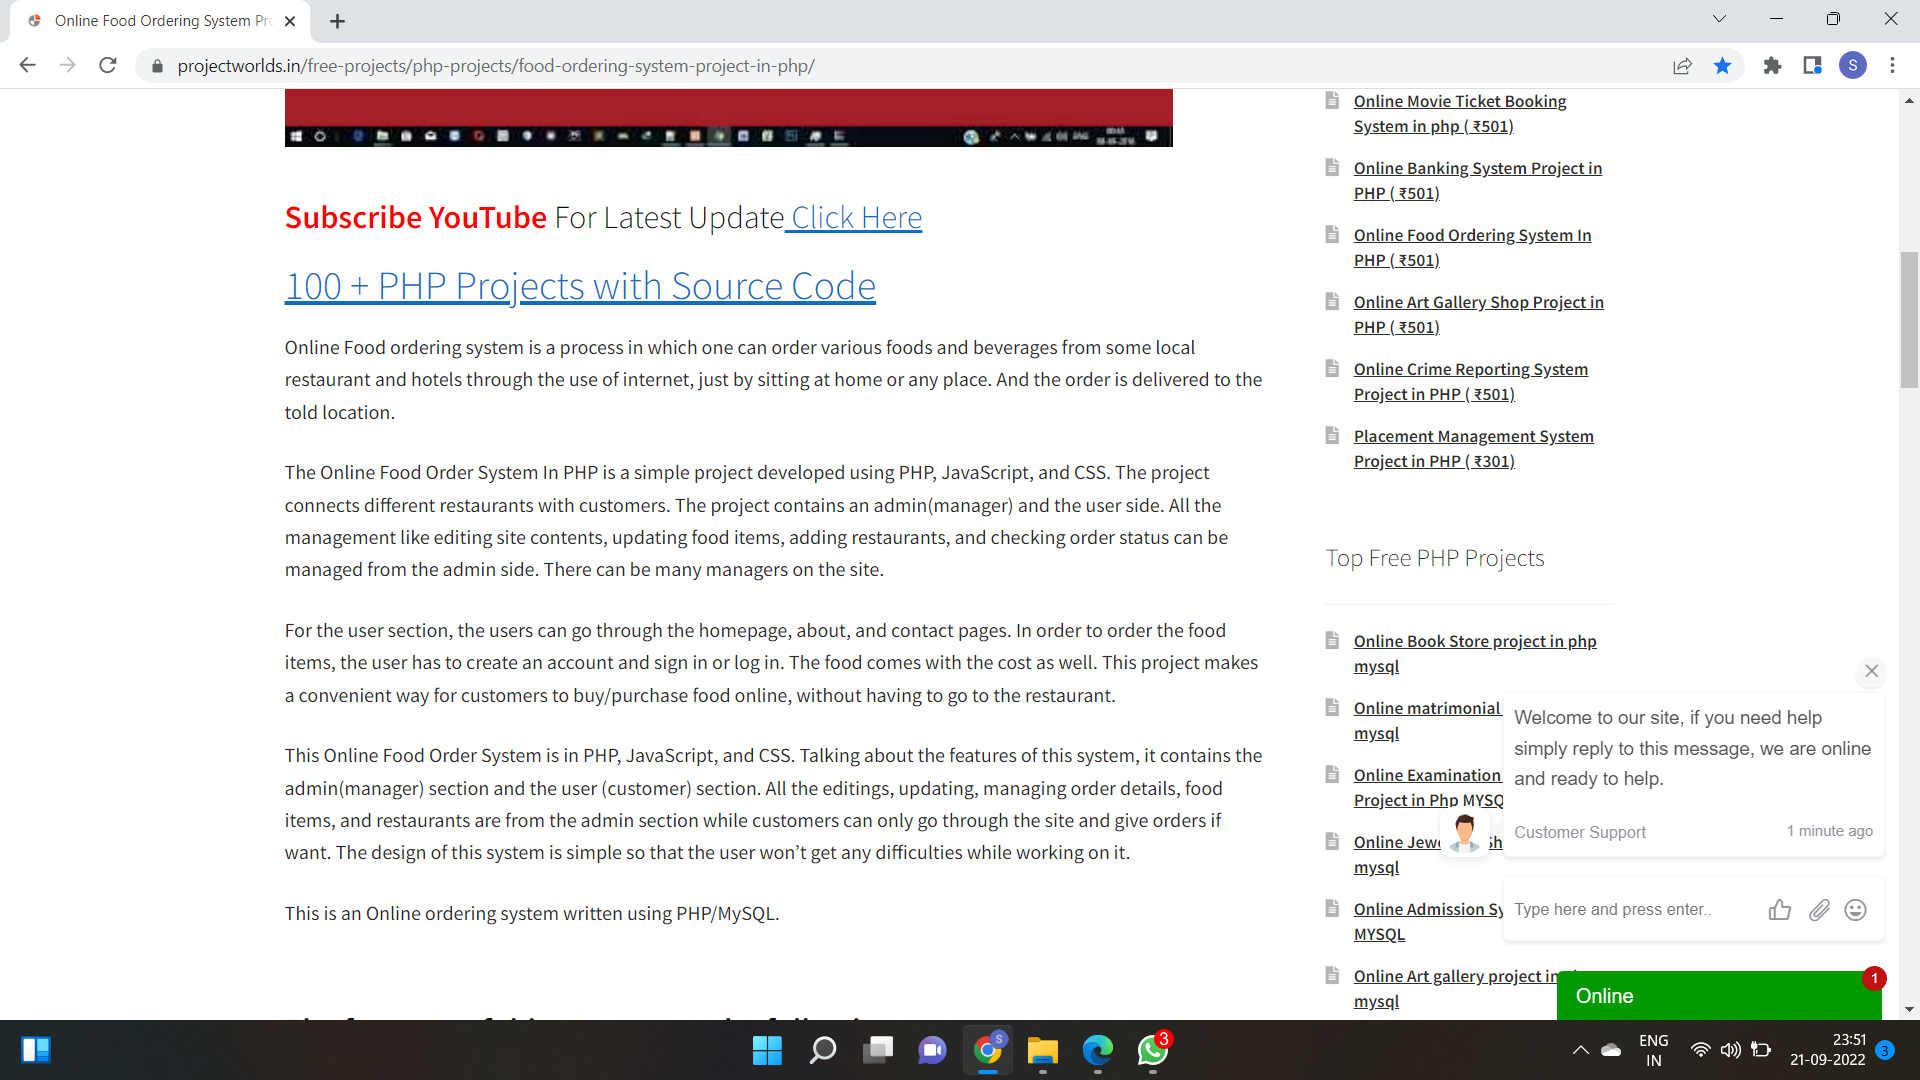 Online Food Ordering System Pro
projectworlds.in/free-projects/php-projects/food-ordering-system-project-in-php/
S
Subscribe YouTube For Latest Update Click Here
100 + PHP Projects with Source Code
Online Food ordering system is a process in which one can order various foods and beverages from some local
restaurant and hotels through the use of internet, just by sitting at home or any place. And the order is delivered to the
told location.
The Online Food Order System In PHP is a simple project developed using PHP, JavaScript, and CSS. The project
connects different restaurants with customers. The project contains an admin(manager) and the user side. All the
management like editing site contents, updating food items, adding restaurants, and checking order status can be
managed from the admin side. There can be many managers on the site.
For the user section, the users can go through the homepage, about, and contact pages. In order to order the food
items, the user has to create an account and sign in or log in. The food comes with the cost as well. This project makes
a convenient way for customers to buy/purchase food online, without having to go to the restaurant.
This Online Food Order System is in PHP, JavaScript, and CSS. Talking about the features of this system, it contains the
admin(manager) section and the user (customer) section. All the editings, updating, managing order details, food
items, and restaurants are from the admin section while customers can only go through the site and give orders if
want. The design of this system is simple so that the user won’t get any difficulties while working on it.
This is an Online ordering system written using PHP/MySQL.
Online Movie Ticket Booking
System in php ( ₹501)
Online Banking System Project in
PHP ( ₹501)
Online Food Ordering System In
PHP ( ₹501)
Online Art Gallery Shop Project in
PHP ( ₹501)
Online Crime Reporting System
Project in PHP ( ₹501)
Placement Management System
Project in PHP ( ₹301)
Top Free PHP Projects
Online Book Store project in php
mysql
Online matrimonial
mysql
Online Examination
Project in Php MYSQ
Online Jew
mysql
Online Admission Sy
MYSQL
Online Art gallery project in
mysql
Welcome to our site, if you need help
simply reply to this message, we are online
and ready to help.
Customer Support 1 minute ago
Type here and press enter..
Online
1
S
3
ENG
IN
23:51
21-09-2022
3